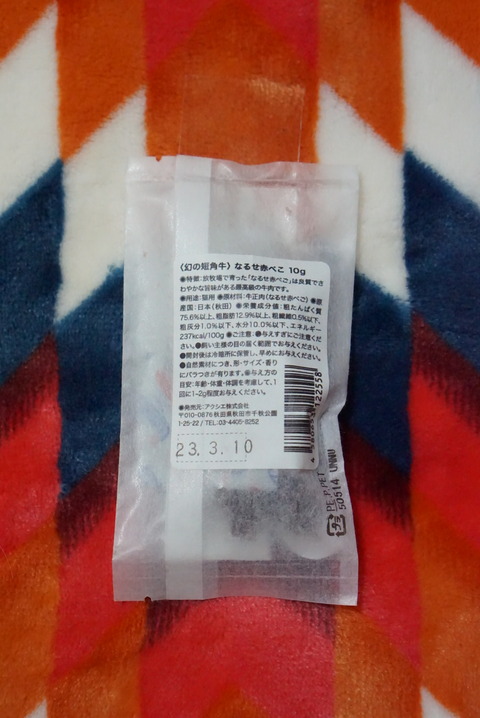 〈幻の短角牛〉なるせ赤べこ 10g
●特徴:放牧場で育った「なるせ赤べこ」は良質でさ
わやかな旨味がある最高級の牛肉です。
●用途:猫用 ●原材料:牛正肉(なるせ赤べこ) ●原
産国:日本(秋田) ●栄養成分値:粗たんぱく質
75.6%以上、粗脂肪12.9%以上、粗繊維0.5%以下、
粗灰分1.0%以下、水分10.0%以下、エネルギー
237kcal/100g ●ご注意:●与えすぎにご注意くださ
い。●飼い主様の目の届く範囲でお与えください。
●開封後は冷暗所に保管し、早めにお与えください。
●自然素材につき、形・サイズ・香り
にバラつきが有ります。●与え方の
目安:年齢・体重・体調を考慮して、1
回に1~2g程度お与えください。
●発売元:アクシエ株式会社
〒010-0876 秋田県秋田市千秋公園
1-25-22 / TEL.03-4405-8252
23. 3. 10
プラ